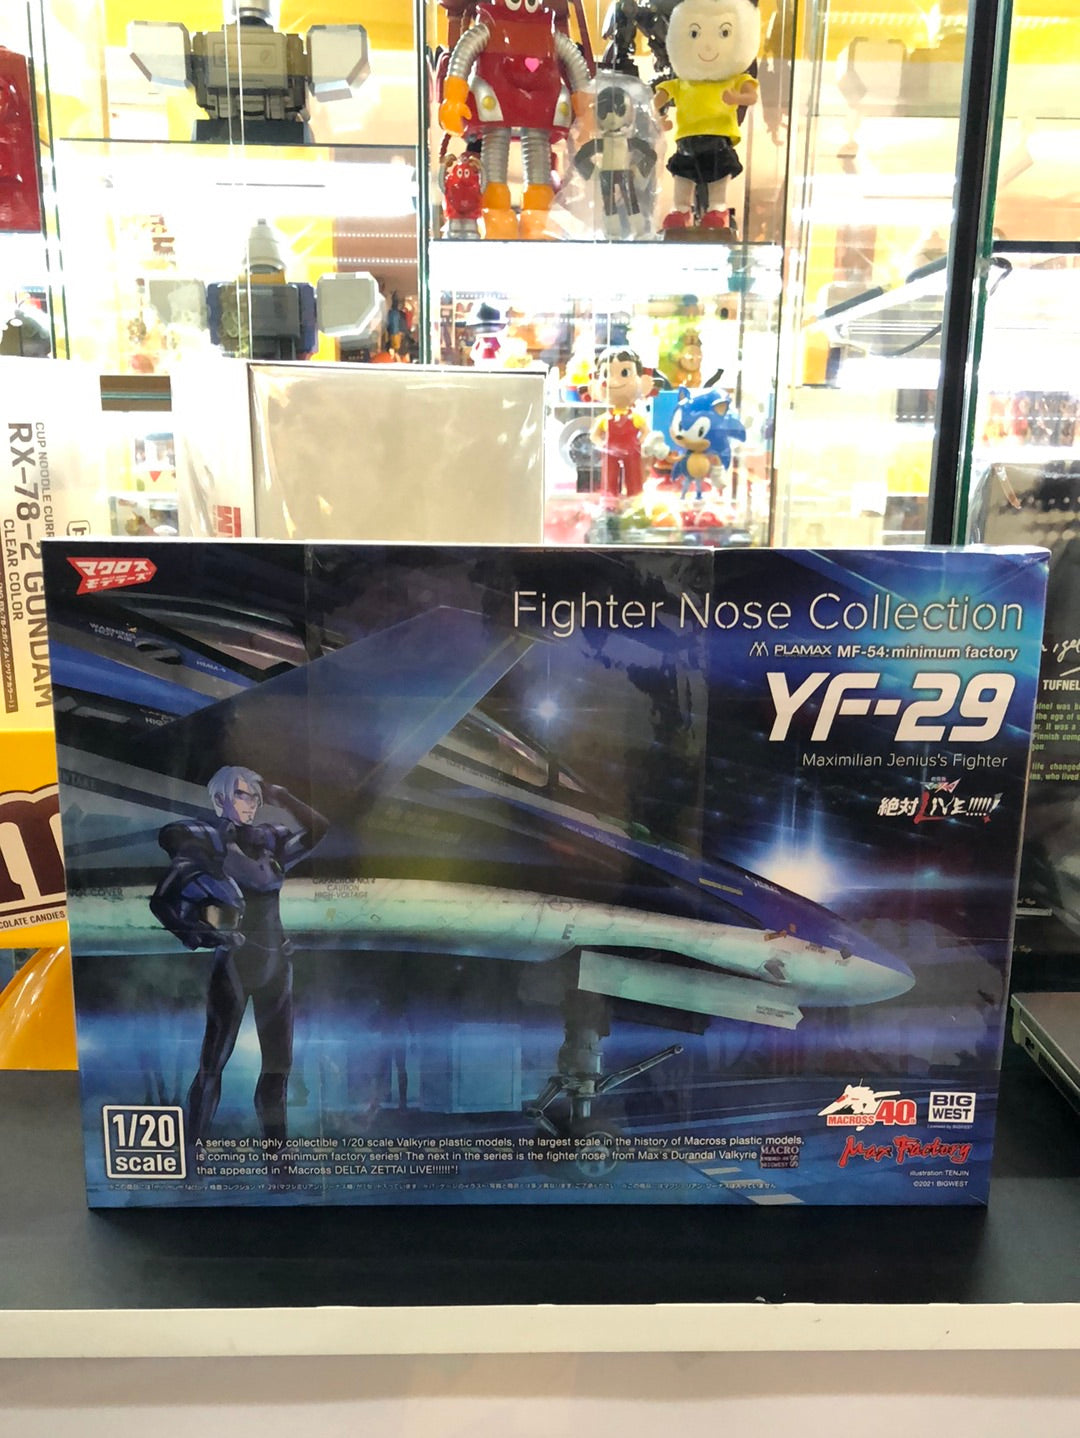 CUP NOODLE
RX-78-2 GUNDAM
CLEAR COLOR
マクロス
モデラーズ
Fighter Nose Collection
PLAMAX MF-54: minimum factory
YF-29
Maximilian Jenius's Fighter
絶対LIVE!!!!!!
WARNING
HOT AIR
CAUTION
HIGH-VOLTAGE
E
1/20
scale
A series of highly collectible 1/20 scale Valkyrie plastic models, the largest scale in the history of Macross plastic models,
is coming to the minimum factory series! The next in the series is the fighter nose from Max's Durandal Valkyrie
that appeared in "Macross DELTA ZETTAI LIVE!!!!!!"!
MACROSS 40
BIG
WEST
Max Factory
illustration: TENJIN
©2021 BIGWEST
m
OLATE CANDIES
TUFNEL